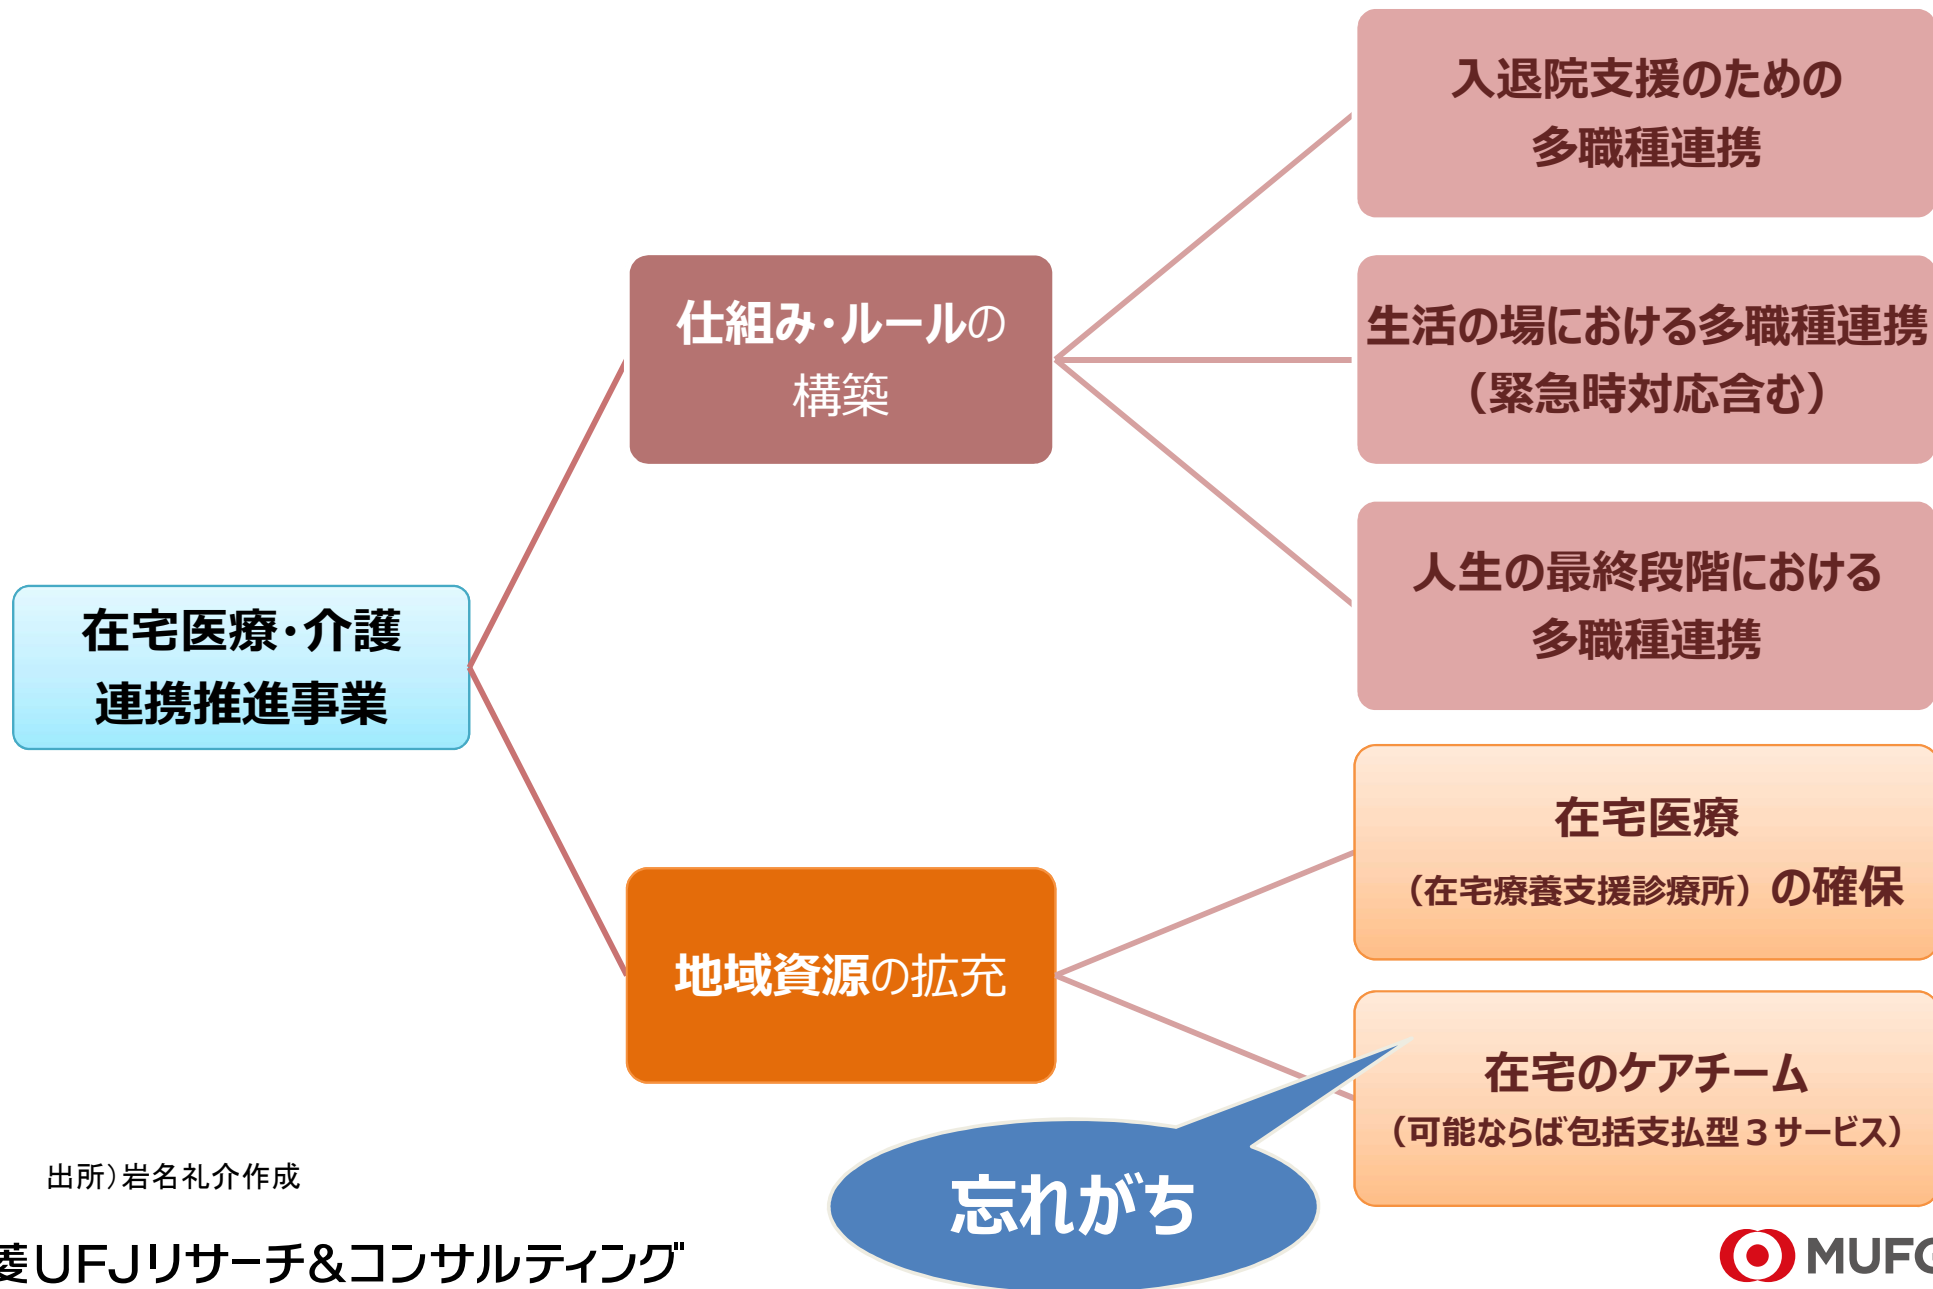 入退院支援のための
多職種連携
仕組み・ルールの
構築
生活の場における多職種連携
（緊急時対応含む）
人生の最終段階における
多職種連携
在宅医療・介護
連携推進事業
在宅医療
（在宅療養支援診療所）の確保
地域資源の拡充
在宅のケアチーム
（可能ならば包括支払型３サービス）
忘れがち
出所）岩名礼介作成
菱UFJリサーチ&コンサルティング
MUFG